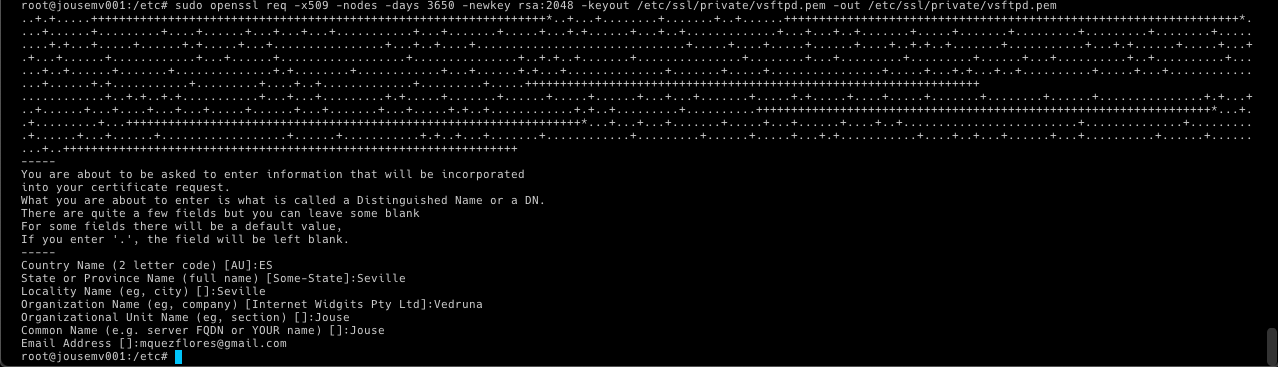 root@jousemv001:/etc# sudo openssl req -x509 -nodes -days 3650 -newkey rsa:2048 -keyout /etc/ssl/private/vsftpd.pem -out /etc/ssl/private/vsftpd.pem
-----
You are about to be asked to enter information that will be incorporated
into your certificate request.
What you are about to enter is what is called a Distinguished Name or a DN.
There are quite a few fields but you can leave some blank
For some fields there will be a default value,
If you enter '.', the field will be left blank.
-----
Country Name (2 letter code) [AU]:ES
State or Province Name (full name) [Some-State]:Seville
Locality Name (eg, city) []:Seville
Organization Name (eg, company) [Internet Widgits Pty Ltd]:Vedruna
Organizational Unit Name (eg, section) []:Jouse
Common Name (e.g. server FQDN or YOUR name) []:Jouse
Email Address []:mquezflores@gmail.com
root@jousemv001:/etc#